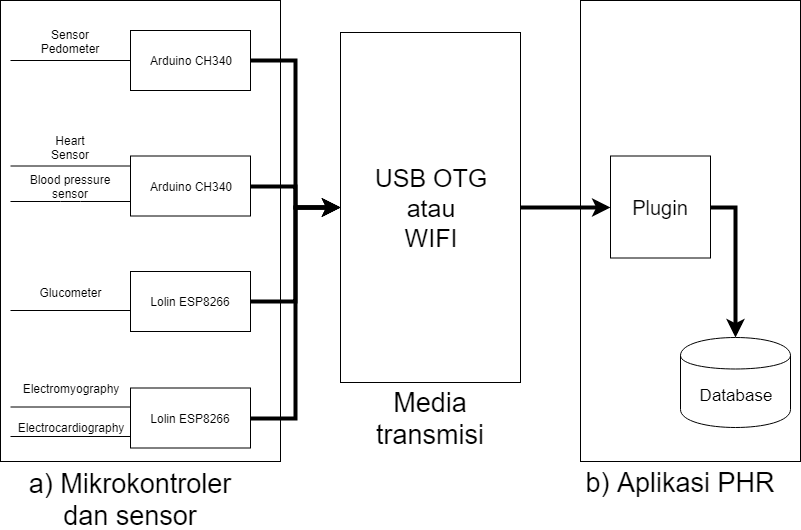 Sensor
Pedometer
Arduino CH340
Heart
Sensor
Blood pressure
sensor
Arduino CH340
Glucometer
Lolin ESP8266
Electromyography
Electrocardiography
Lolin ESP8266
a) Mikrokontroler
dan sensor
USB OTG
atau
WIFI
Media
transmisi
Plugin
Database
b) Aplikasi PHR